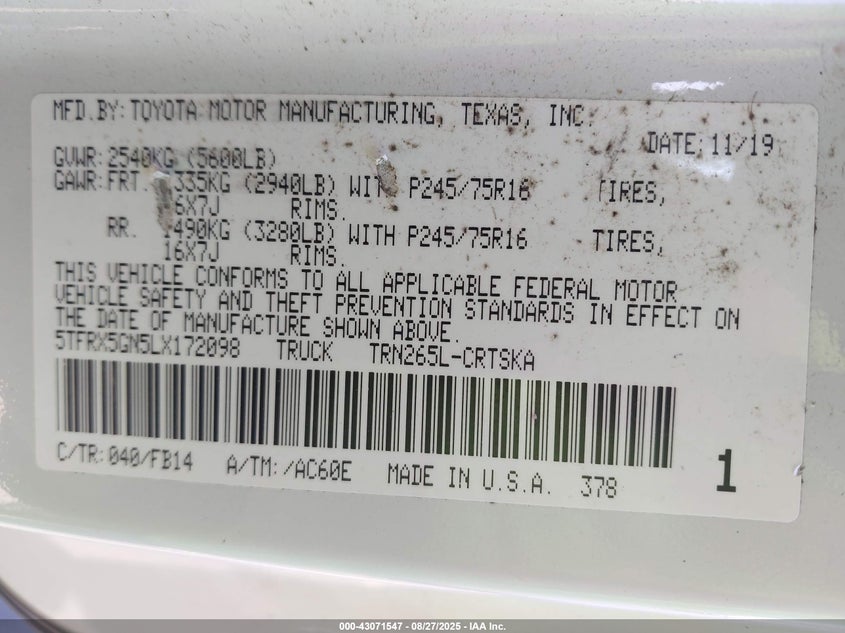 MFD.BY:TOYOTA MOTOR MANUFACTURING, TEXAS, INC.
DATE:11/19
GVWR:2540KG (5600LB)
GAWR:FRT. 335KG (2940LB) WITH P245/75R16 TIRES,
6X7J RIMS.
RR. 490KG (3280LB) WITH P245/75R16 TIRES,
16X7J RIMS.
THIS VEHICLE CONFORMS TO ALL APPLICABLE FEDERAL MOTOR
VEHICLE SAFETY AND THEFT PREVENTION STANDARDS IN EFFECT ON
THE DATE OF MANUFACTURE SHOWN ABOVE.
5TFRX5GN5LX172098 TRUCK TRN265L-CRTSKA
C/TR:040/FB14 A/TM:/AC60E MADE IN U.S.A. 378 1
000-43071547 - 08/27/2025 - IAA Inc.